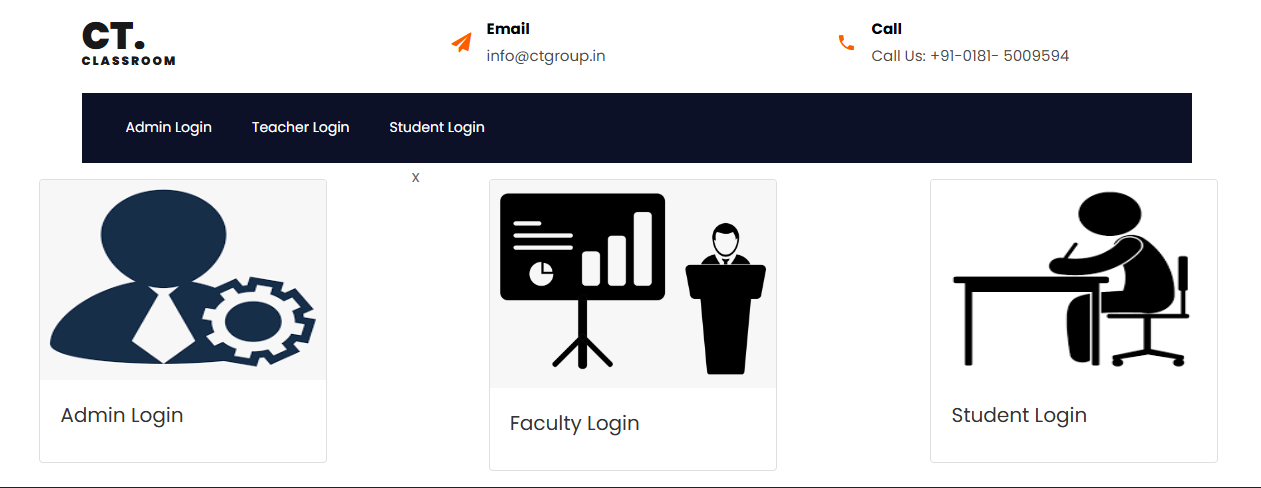 CT.
CLASSROOM
Email
info@ctgroup.in
Call
Call Us: +91-0181- 5009594
Admin Login
Teacher Login
Student Login
X
Admin Login
Faculty Login
Student Login